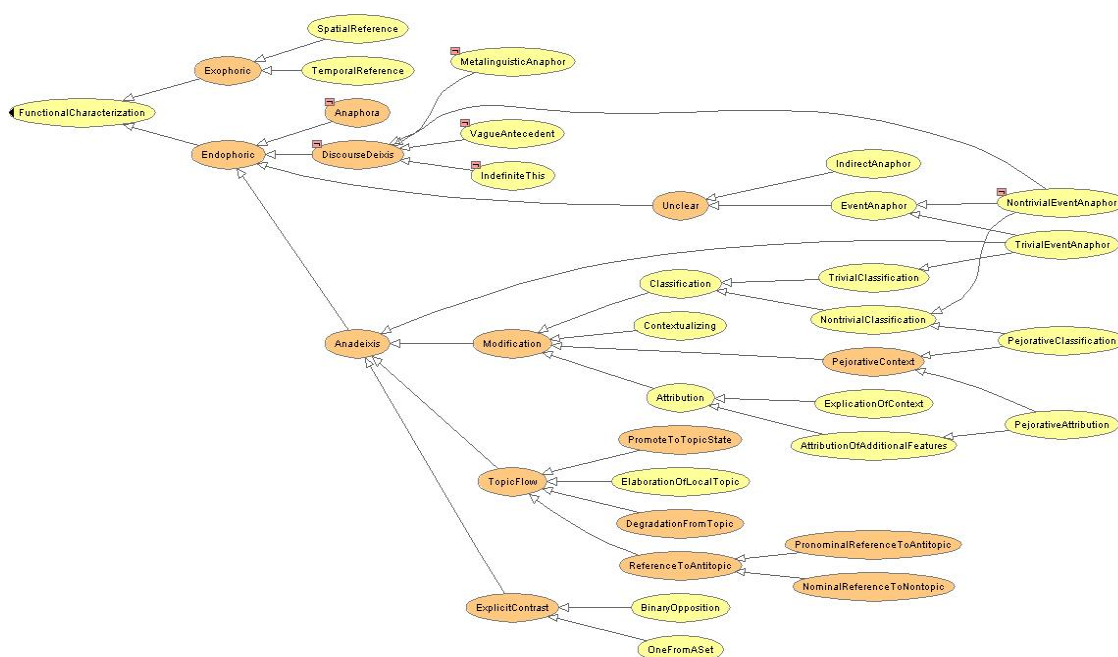 SpatialReference
Exophoric
TemporalReference
MetalinguisticAnaphor
FunctionalCharacterization
Anaphora
VagueAntecedent
Endophoric
DiscourseDeixis
IndefiniteThis
IndirectAnaphor
Unclear
EventAnaphor
NontrivialEventAnaphor
TrivialEventAnaphor
Classification
TrivialClassification
Contextualizing
NontrivialClassification
Anadeixis
Modification
PejorativeClassification
PejorativeContext
Attribution
ExplicationOfContext
PejorativeAttribution
PromoteToTopicState
AttributionOfAdditionalFeatures
TopicFlow
ElaborationOfLocalTopic
DegradationFromTopic
PronominalReferenceToAntitopic
ReferenceToAntitopic
NominalReferenceToNontopic
ExplicitContrast
BinaryOpposition
OneFromASet